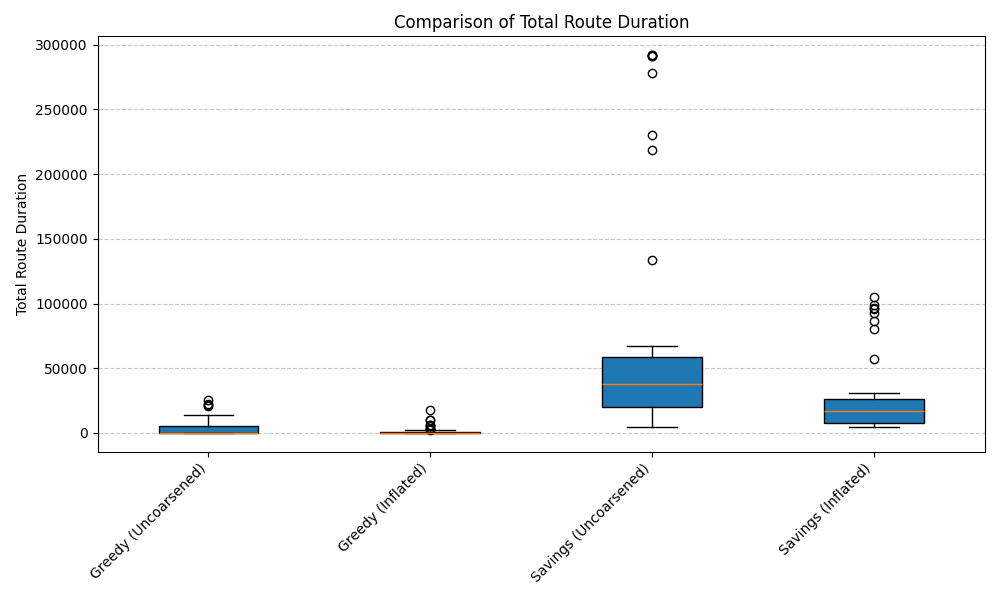 Comparison of Total Route Duration
Total Route Duration
300000
250000
200000
150000
100000
50000
0
Greedy (Uncoarsened)
Greedy (Inflated)
Savings (Uncoarsened)
Savings (Inflated)